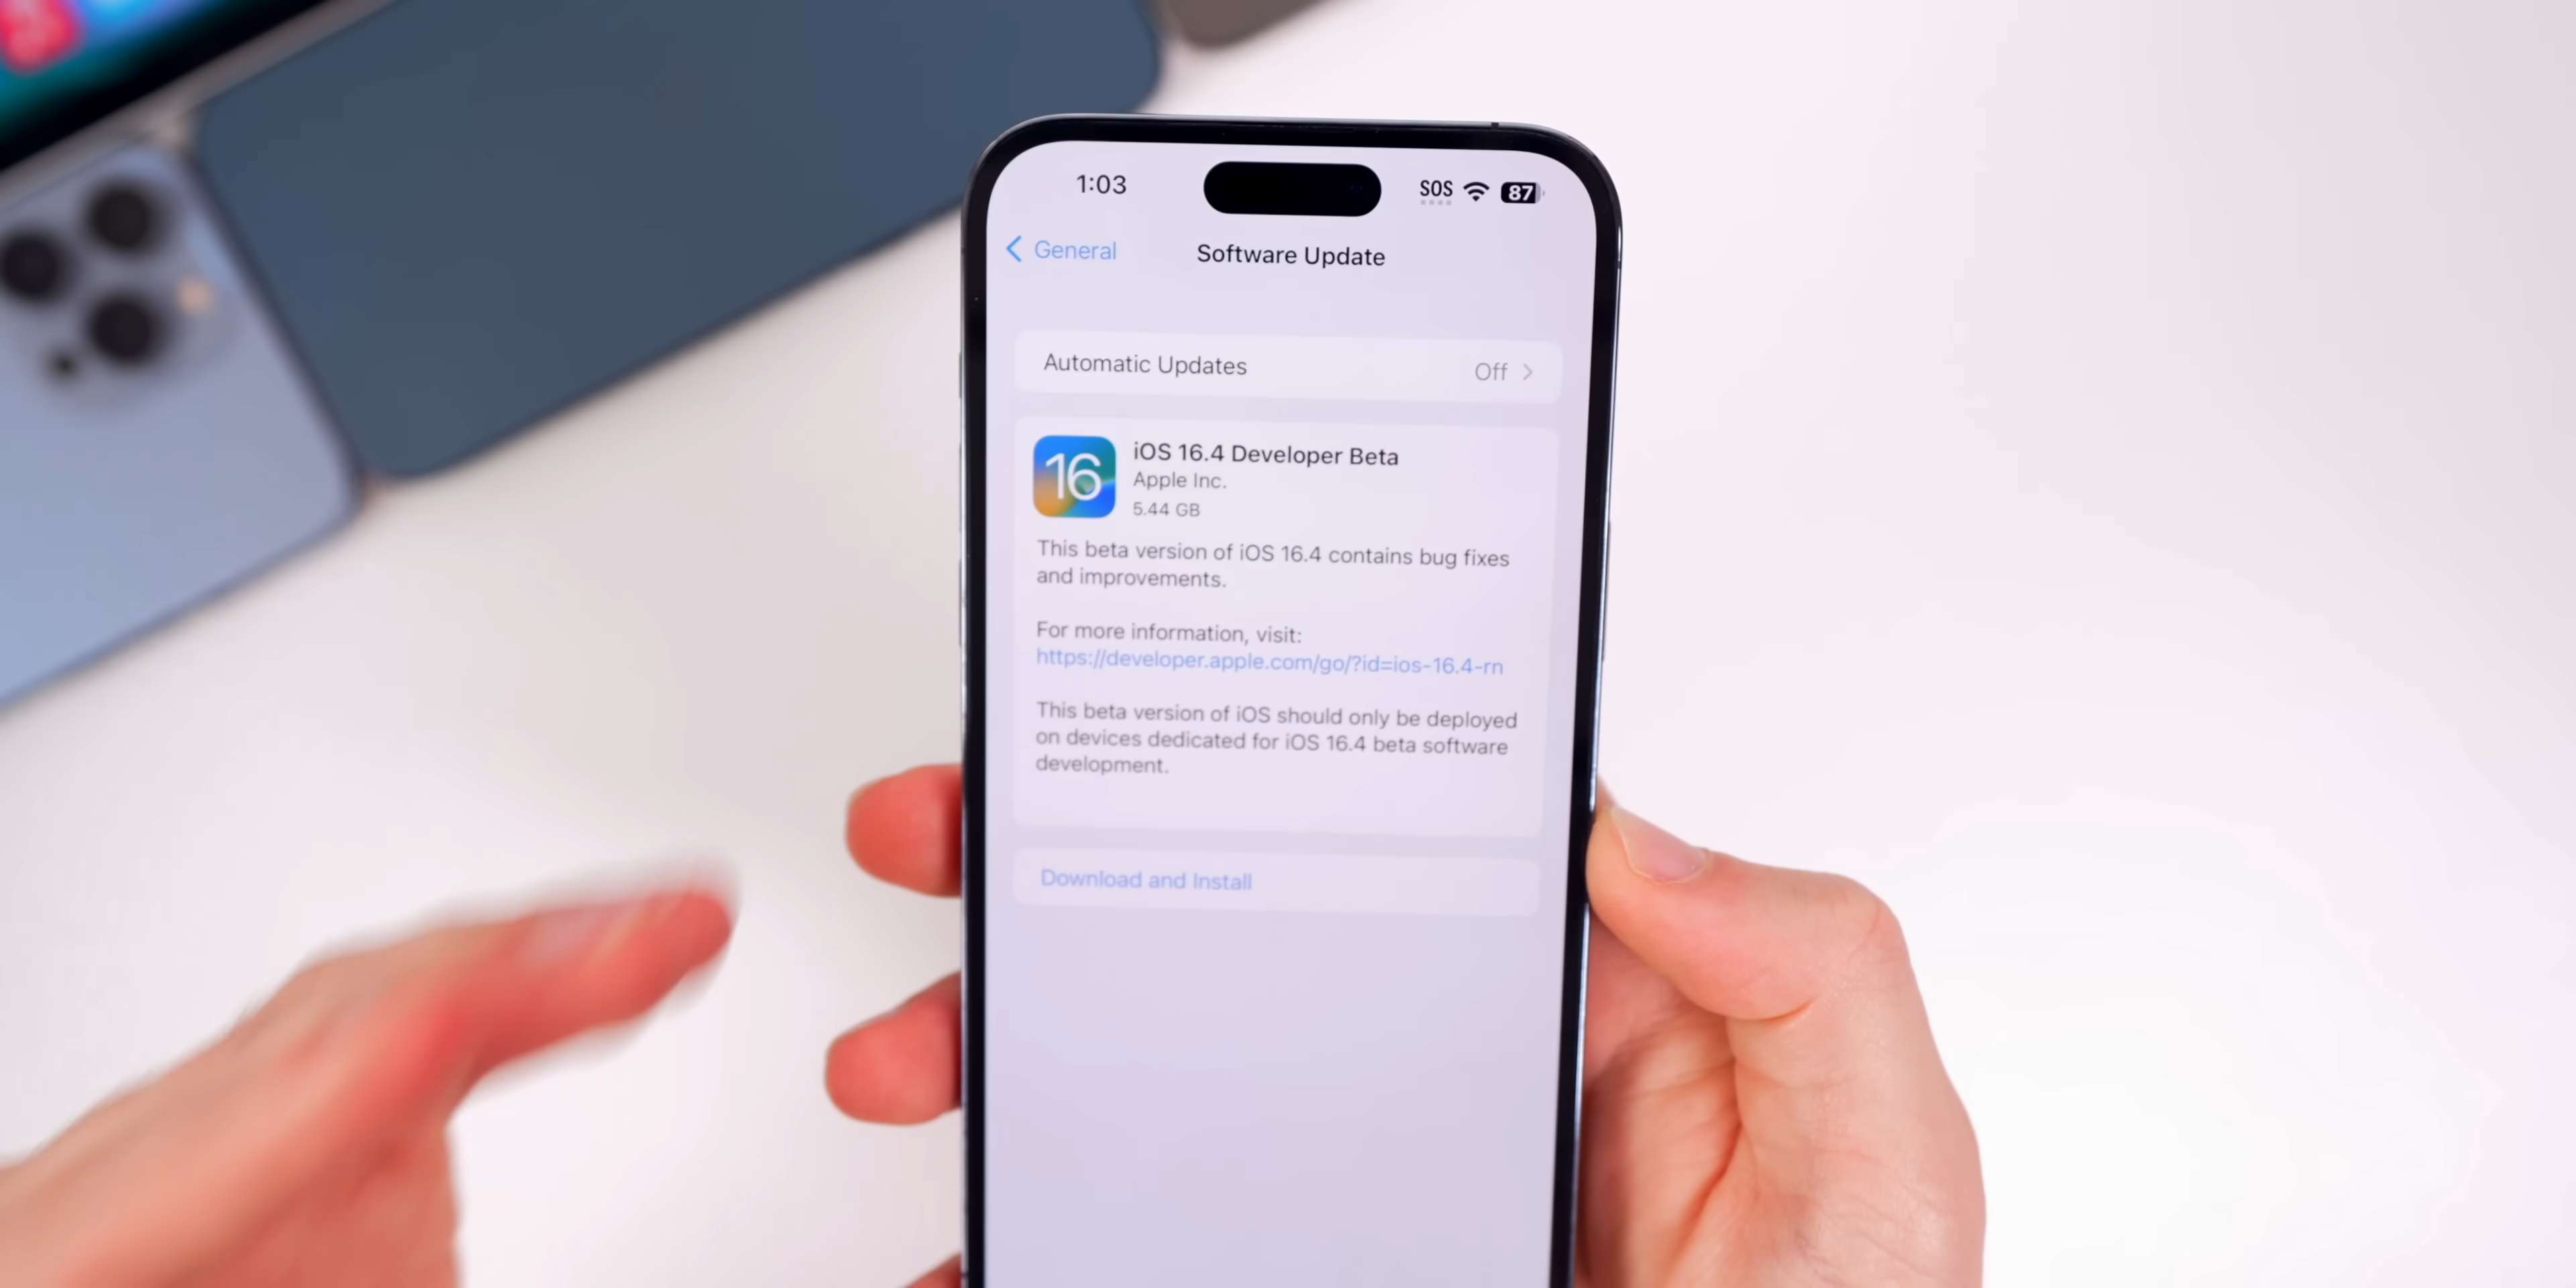 1:03
SOS
87
General
Software Update
Automatic Updates
Off
16
iOS 16.4 Developer Beta
Apple Inc.
5.44 GB
This beta version of iOS 16.4 contains bug fixes
and improvements.
For more information, visit:
https://developer.apple.com/go/?id=ios-16.4-rn
This beta version of iOS should only be deployed
on devices dedicated for iOS 16.4 beta software
development.
Download and Install